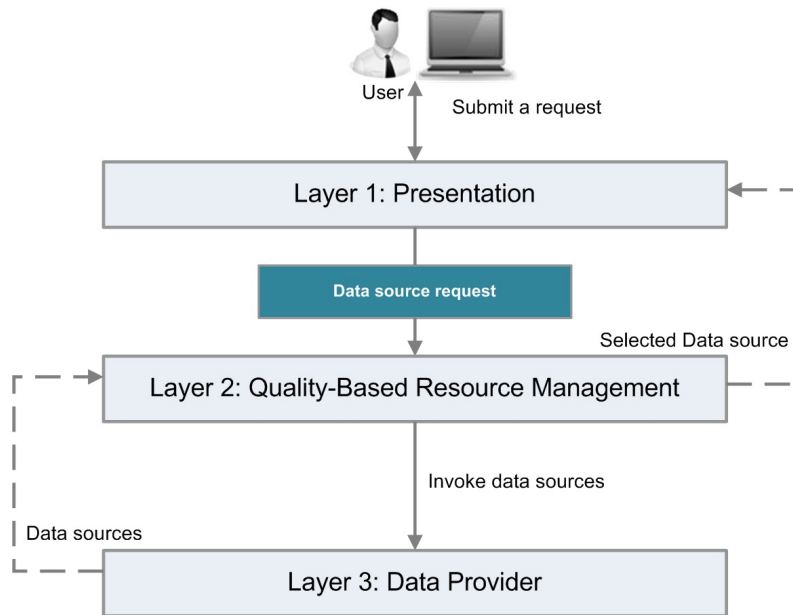 User
Submit a request
Layer 1: Presentation
Data source request
Selected Data source
Layer 2: Quality-Based Resource Management
Invoke data sources
Data sources
Layer 3: Data Provider